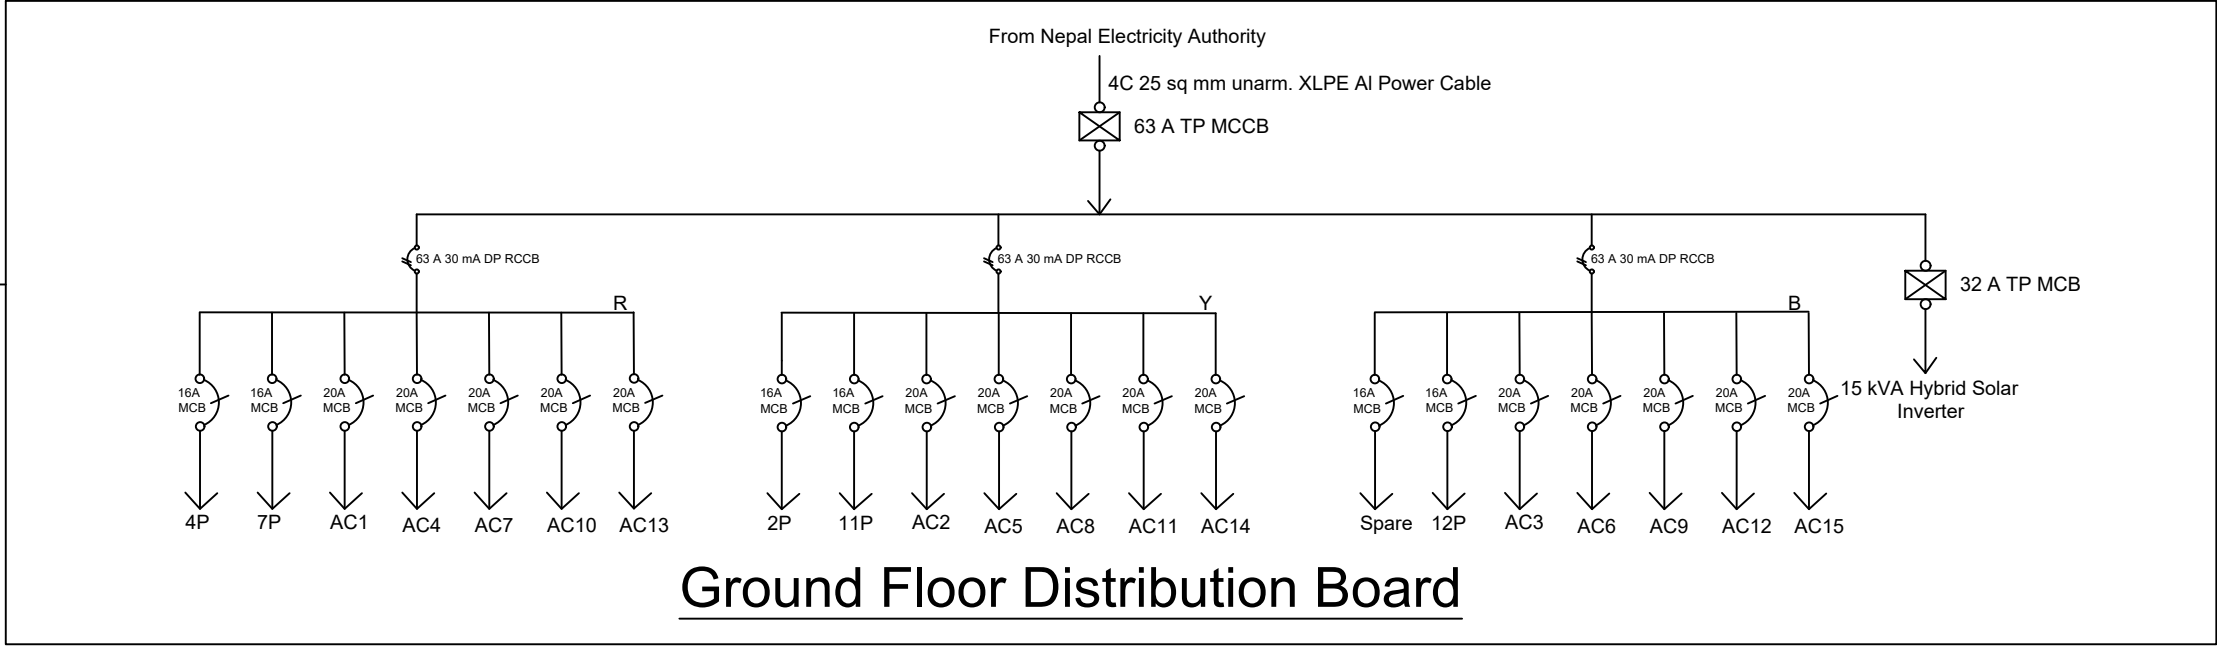 From Nepal Electricity Authority
4C 25 sq mm unarm. XLPE Al Power Cable
63 A TP MCCB
63 A 30 mA DP RCCB
63 A 30 mA DP RCCB
63 A 30 mA DP RCCB
32 A TP MCB
R
Y
B
16A MCB
16A MCB
20A MCB
20A MCB
20A MCB
20A MCB
20A MCB
16A MCB
16A MCB
20A MCB
20A MCB
20A MCB
20A MCB
20A MCB
16A MCB
16A MCB
20A MCB
20A MCB
20A MCB
20A MCB
20A MCB
15 kVA Hybrid Solar
Inverter
4P
7P
AC1
AC4
AC7
AC10
AC13
2P
11P
AC2
AC5
AC8
AC11
AC14
Spare
12P
AC3
AC6
AC9
AC12
AC15
Ground Floor Distribution Board